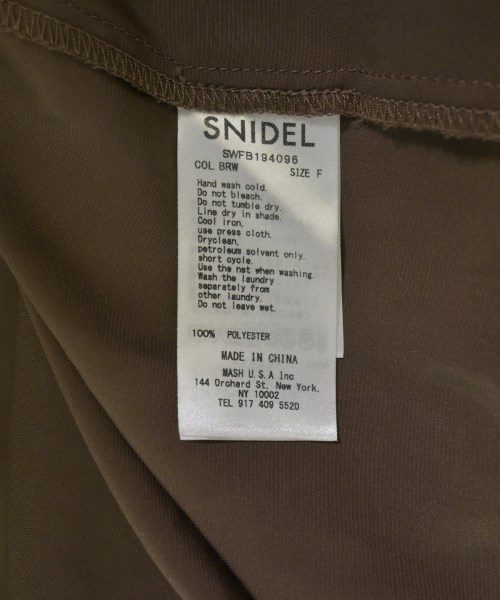 SNIDEL
SWFB194096
COL BRW SIZE F
Hand wash cold.
Do not bleach.
Do not tumble dry.
Line dry in shade.
Cool iron,
use press cloth.
Dryclean,
petroleum solvent only.
short cycle.
Use the net when washing.
Wash the laundry
separately from
other laundry.
Do not leave wet.
100% POLYESTER
MADE IN CHINA
MASH U.S.A Inc
144 Orchard St. New York.
NY 10002
TEL 917 409 5520